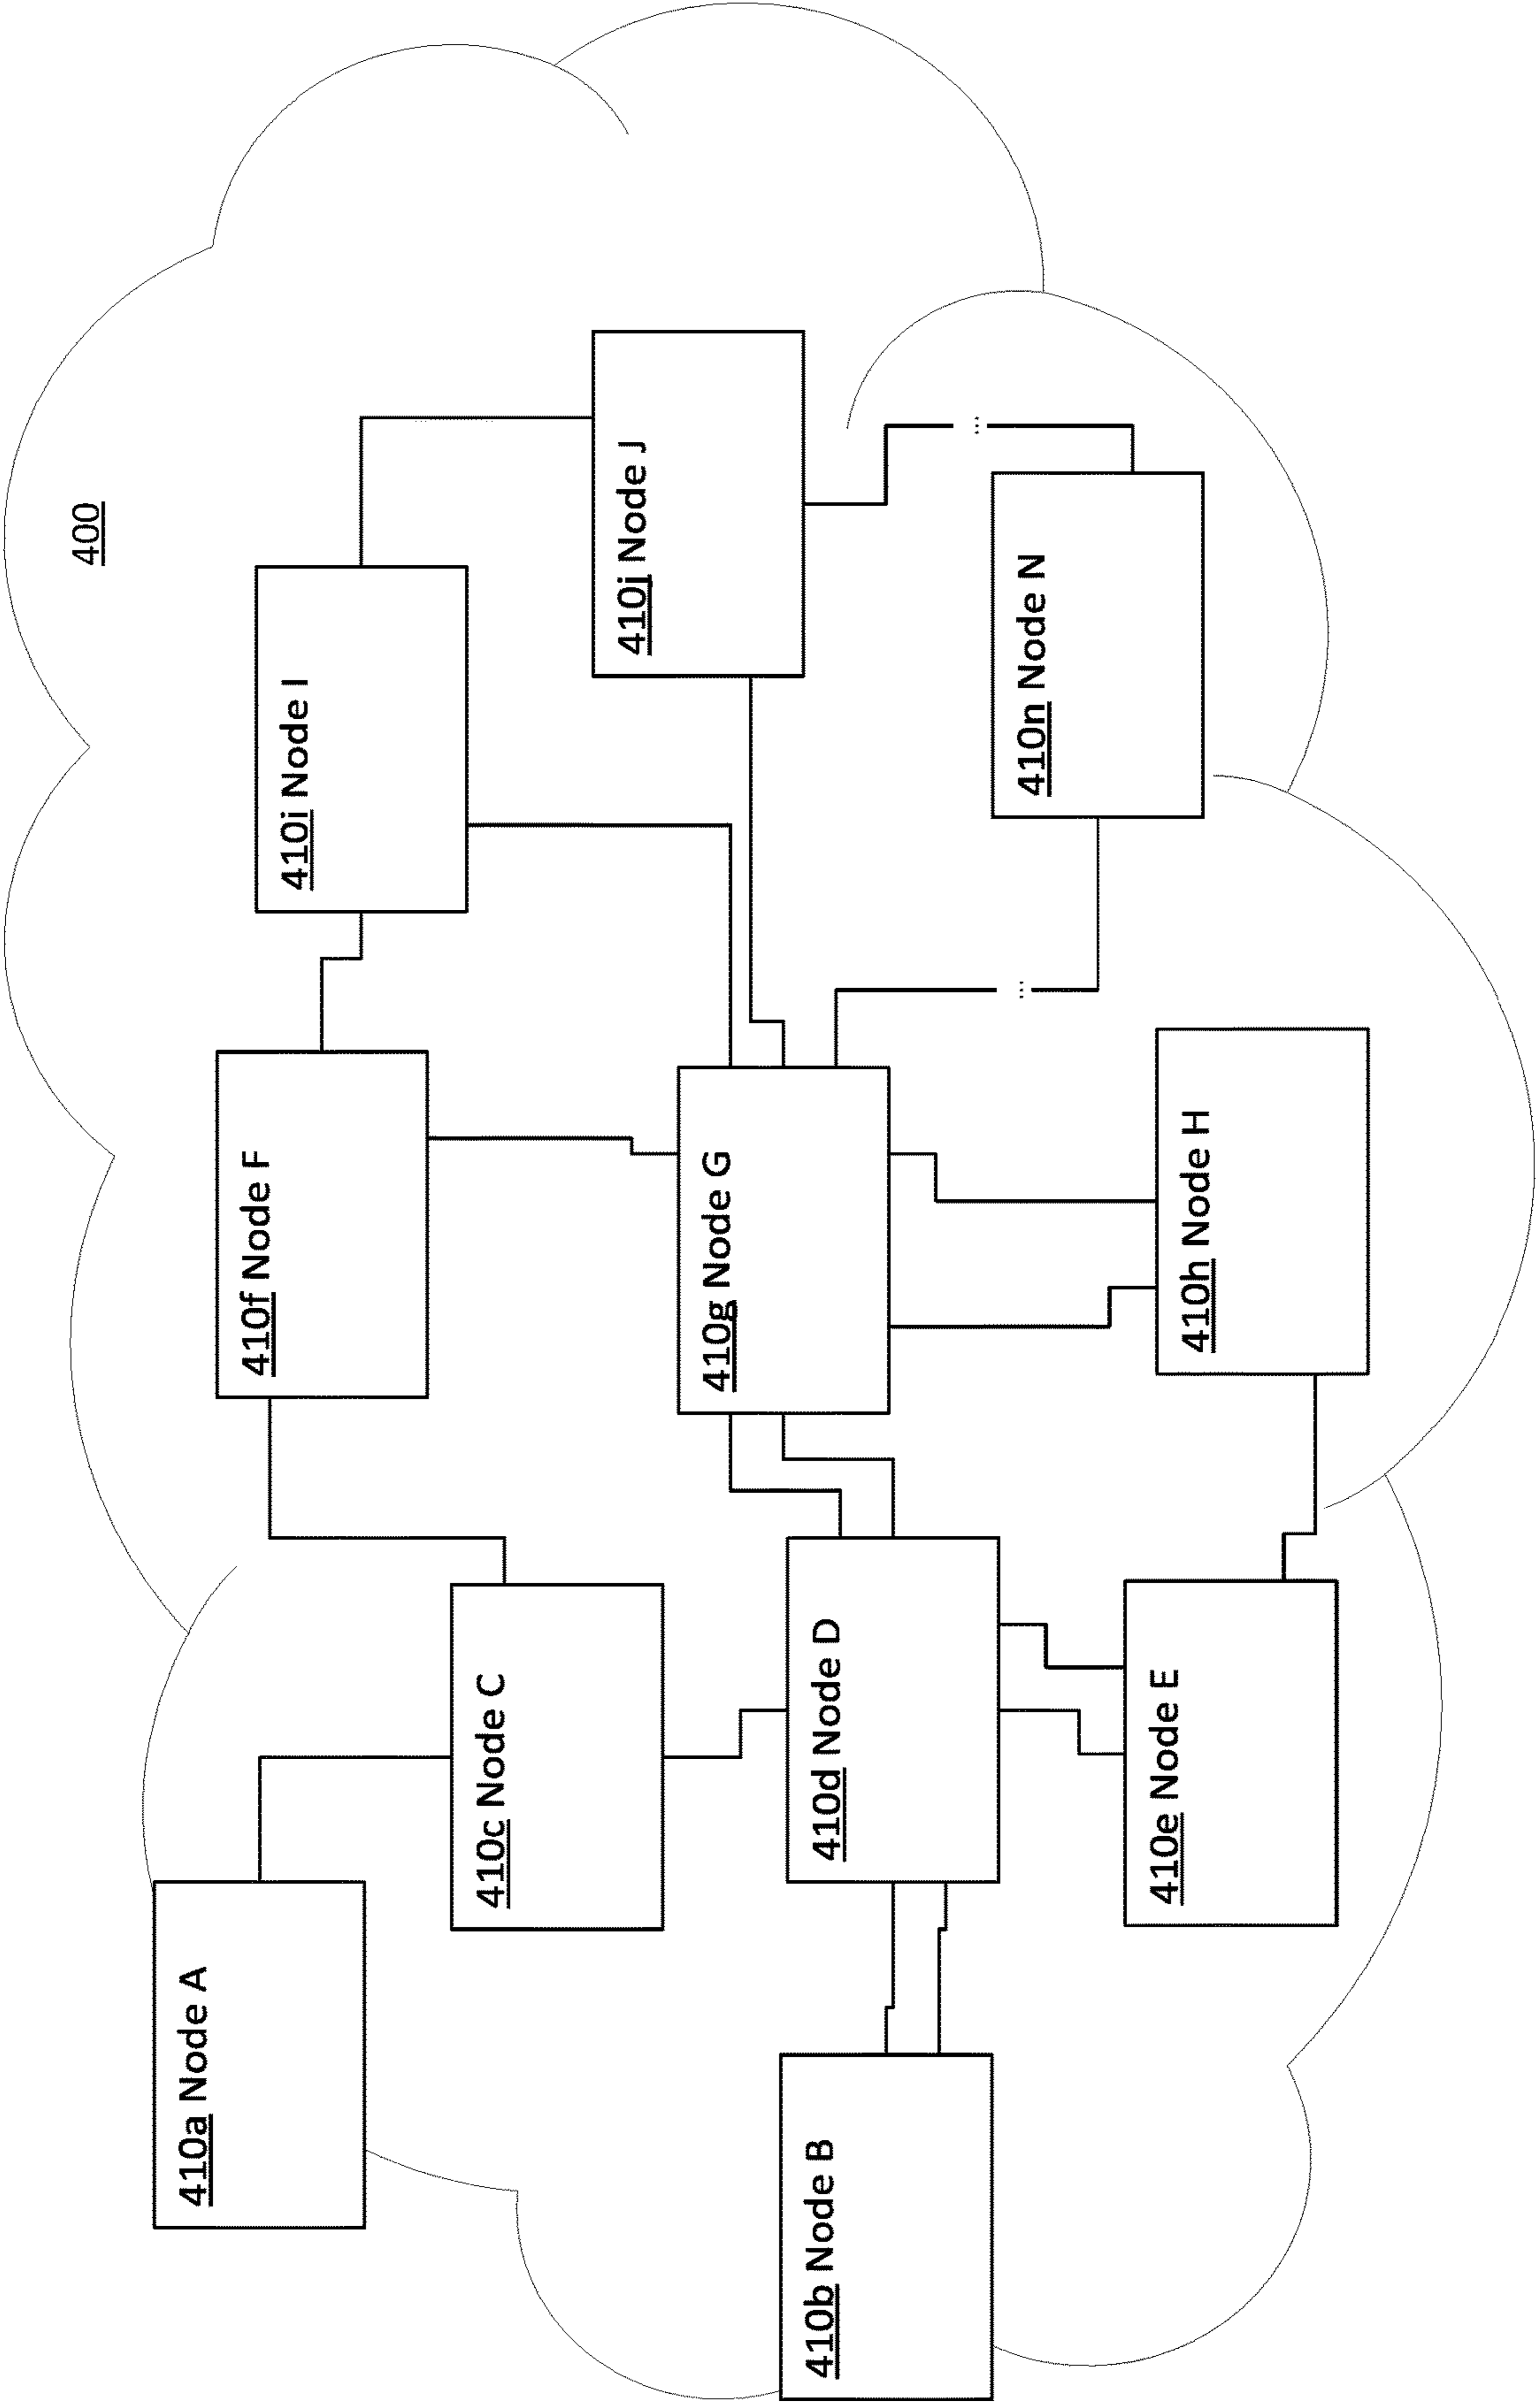 400
410a Node A
410f Node F
410i Node I
410c Node C
410j Node J
410g Node G
410b Node B
410d Node D
410n Node N
410e Node E
410h Node H
...
...